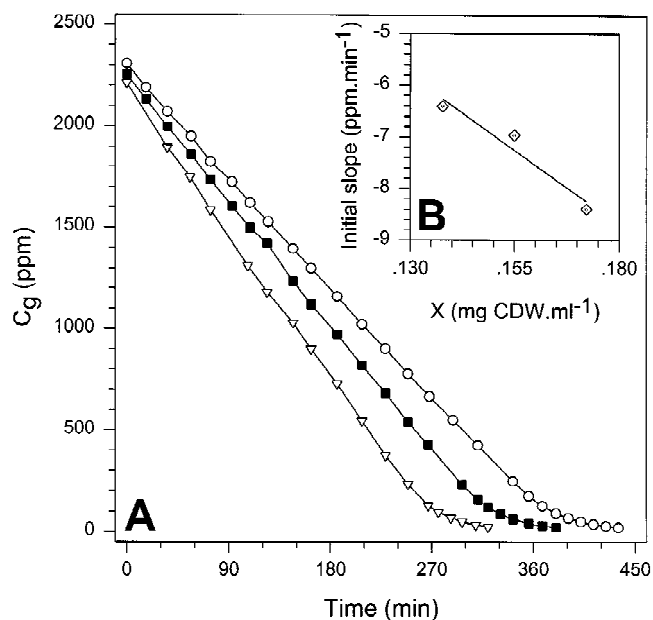 2500
2000
1500
1000
500
0
Cg (ppm)
A
0 90 180 270 360 450
Time (min)
-5
-6
-7
-8
-9
Initial slope (ppm.min-1)
B
.130 .155 .180
X (mg CDW.ml-1)